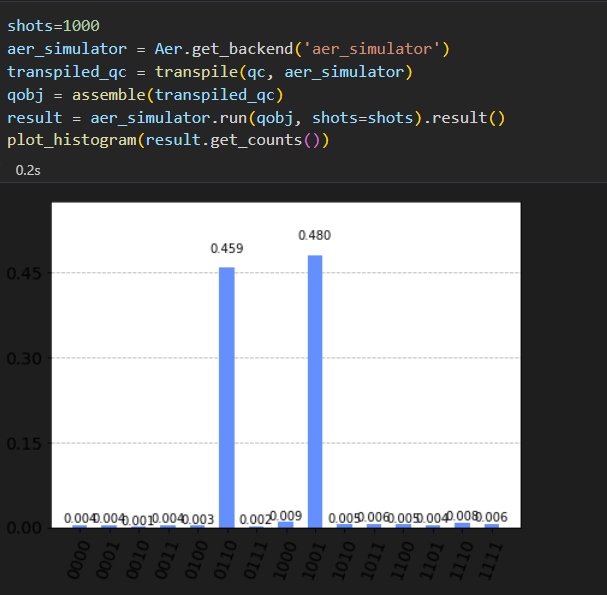 shots=1000
aer_simulator = Aer.get_backend('aer_simulator')
transpiled_qc = transpile(qc, aer_simulator)
qobj = assemble(transpiled_qc)
result = aer_simulator.run(qobj, shots=shots).result()
plot_histogram(result.get_counts())
0.2s
0.480
0.459
0.45
0.30
0.15
0.004 0.004 0.001 0.004 0.003 0.002 0.009 0.005 0.006 0.005 0.004 0.008 0.006
0.00
0000 0001 0010 0011 0100 0110 0111 1000 1001 1010 1011 1100 1101 1110 1111